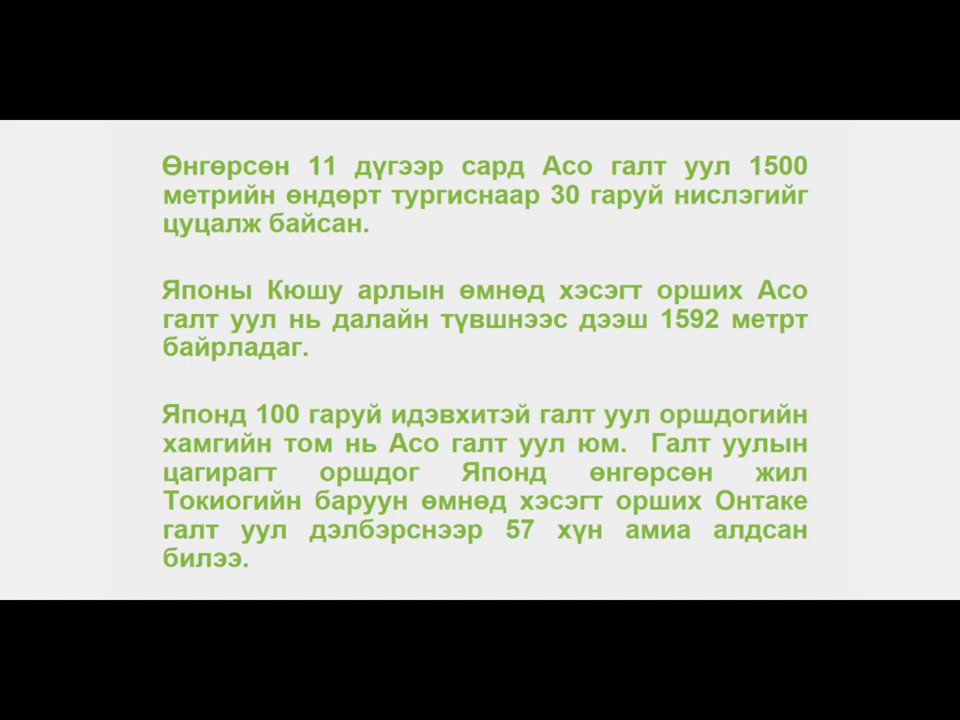 Өнгөрсөн 11 дүгээр сард Асо галт уул 1500
метрийн өндөрт тургиснаар 30 гаруй нислэгийг
цуцалж байсан.
Японы Кюшу арлын өмнөд хэсэгт орших Асо
галт уул нь далайн түвшнээс дээш 1592 метрт
байрладаг.
Японд 100 гаруй идэвхитэй галт уул оршдогийн
хамгийн том нь Асо галт уул юм. Галт уулын
цагирагт оршдог Японд өнгөрсөн жил
Токиогийн баруун өмнөд хэсэгт орших Онтаке
галт уул дэлбэрснээр 57 хүн амиа алдсан
билээ.